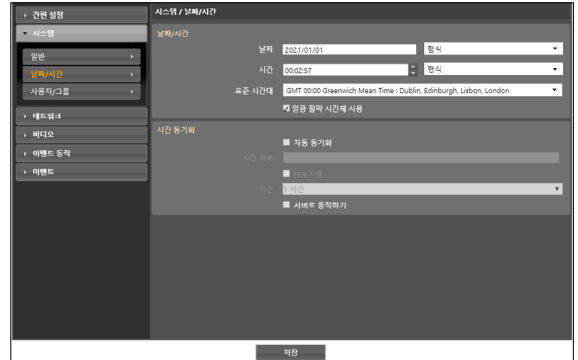 간편 설정
시스템
일반
날짜/시간
사용자/그룹
네트워크
비디오
이벤트 동작
이벤트
시스템 / 날짜/시간
날짜/시간
날짜 2021/01/01 형식
시간 00:02:57 형식
표준 시간대 GMT 00:00 Greenwich Mean Time : Dublin, Edinburgh, Lisbon, London
일광 절약 시간제 사용
시간 동기화
자동 동기화
시간 서버
FEN 사용
기간 1 시간
서버로 동작하기
저장